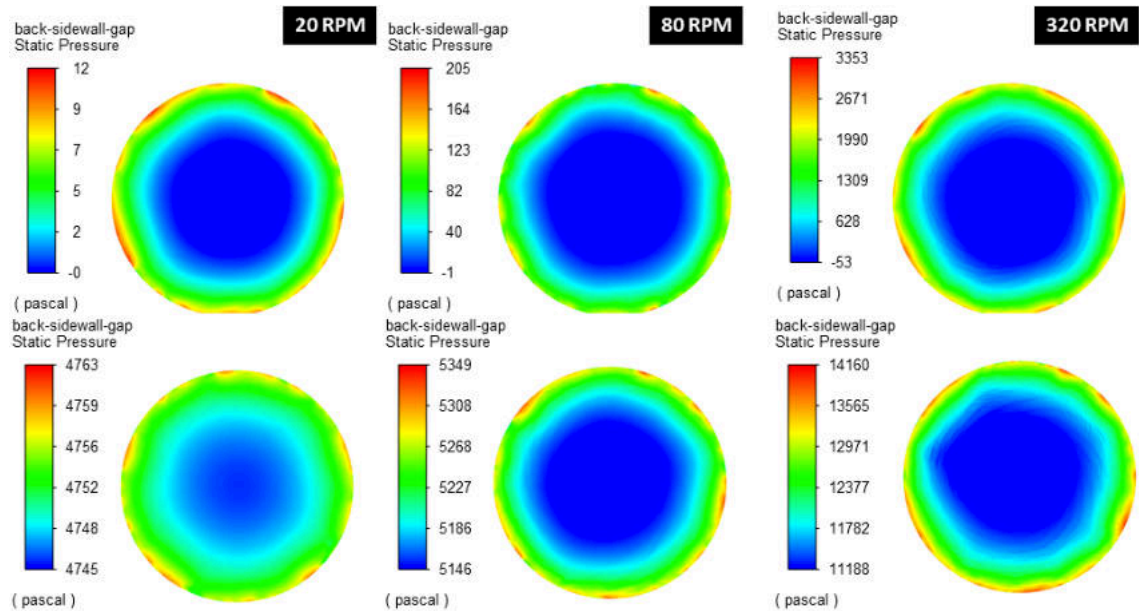 20 RPM
back-sidewall-gap
Static Pressure
12
9
7
5
2
-0
( pascal )
80 RPM
back-sidewall-gap
Static Pressure
205
164
123
82
40
-1
( pascal )
320 RPM
back-sidewall-gap
Static Pressure
3353
2671
1990
1309
628
-53
( pascal )
back-sidewall-gap
Static Pressure
4763
4759
4756
4752
4748
4745
( pascal )
back-sidewall-gap
Static Pressure
5349
5308
5268
5227
5186
5146
( pascal )
back-sidewall-gap
Static Pressure
14160
13565
12971
12377
11782
11188
( pascal )